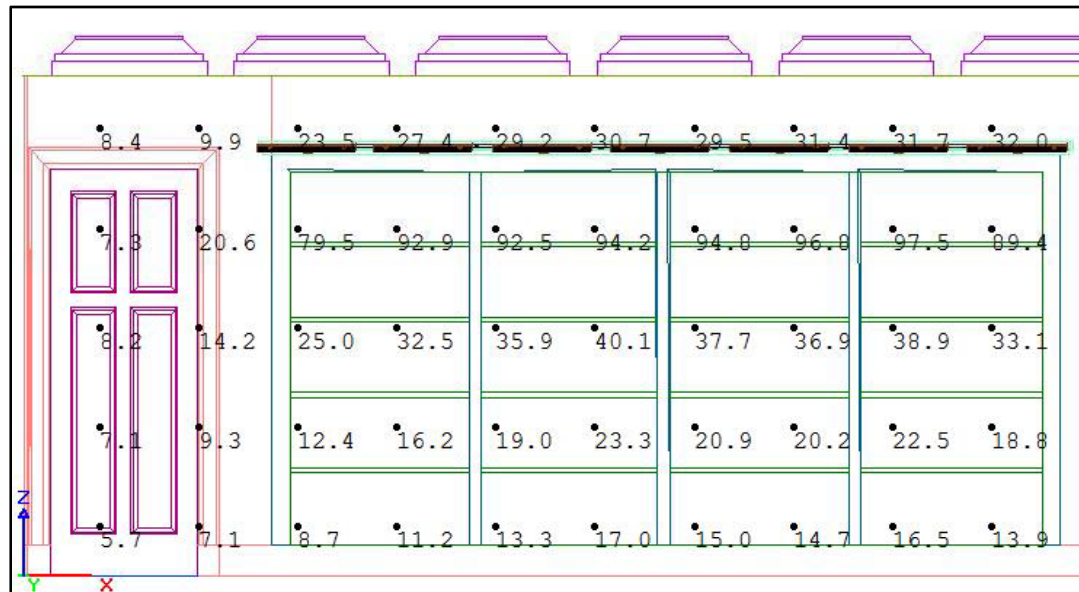 8.4 9.9 23.5 27.4 29.2 30.7 29.5 31.4 31.7 32.0
7.3 20.6 79.5 92.9 92.5 94.2 94.8 96.8 97.5 89.4
8.2 14.2 25.0 32.5 35.9 40.1 37.7 36.9 38.9 33.1
7.1 9.3 12.4 16.2 19.0 23.3 20.9 20.2 22.5 18.8
Z
5.7 7.1 8.7 11.2 13.3 17.0 15.0 14.7 16.5 13.9
Y X